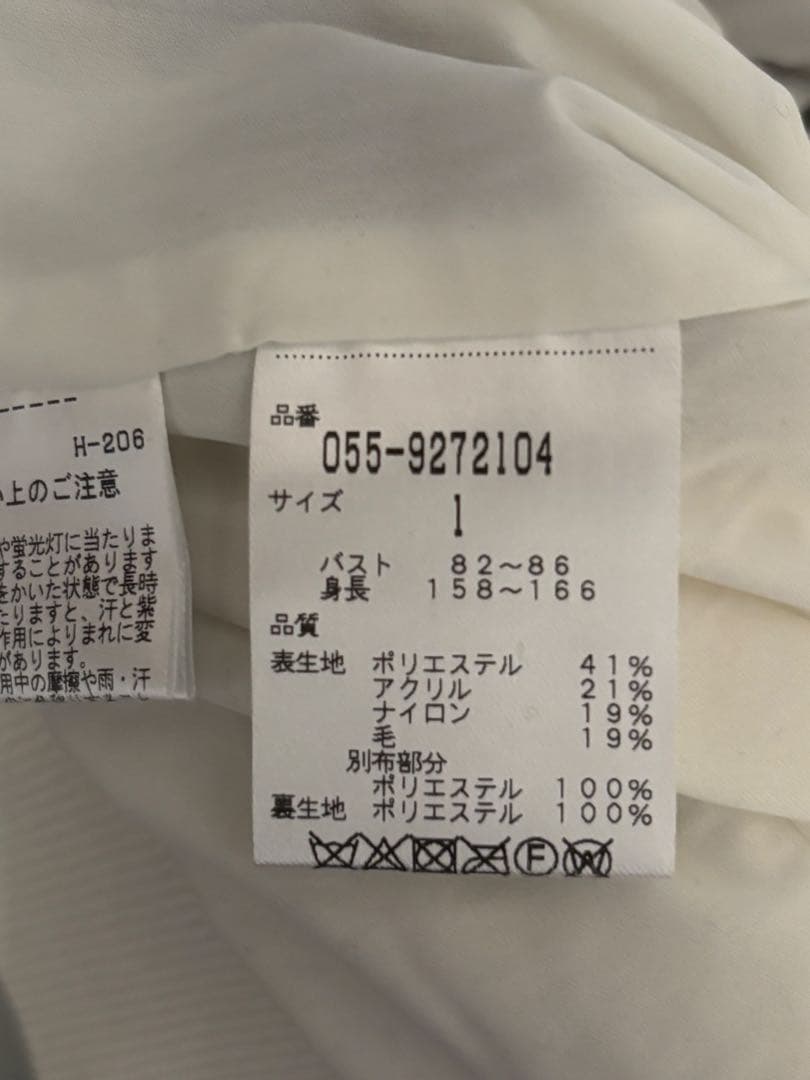 H-206
上のご注意
や蛍光灯に当たりま
することがあります
をかいた状態で長時
たりますと、汗と紫
作用によりまれに変
があります。
用中の摩擦や雨・汗
品番
055-9272104
サイズ
1
バスト 82～86
身長 158～166
品質
表生地 ポリエステル 41%
アクリル 21%
ナイロン 19%
毛 19%
別布部分
ポリエステル 100%
裏生地 ポリエステル 100%
F
W